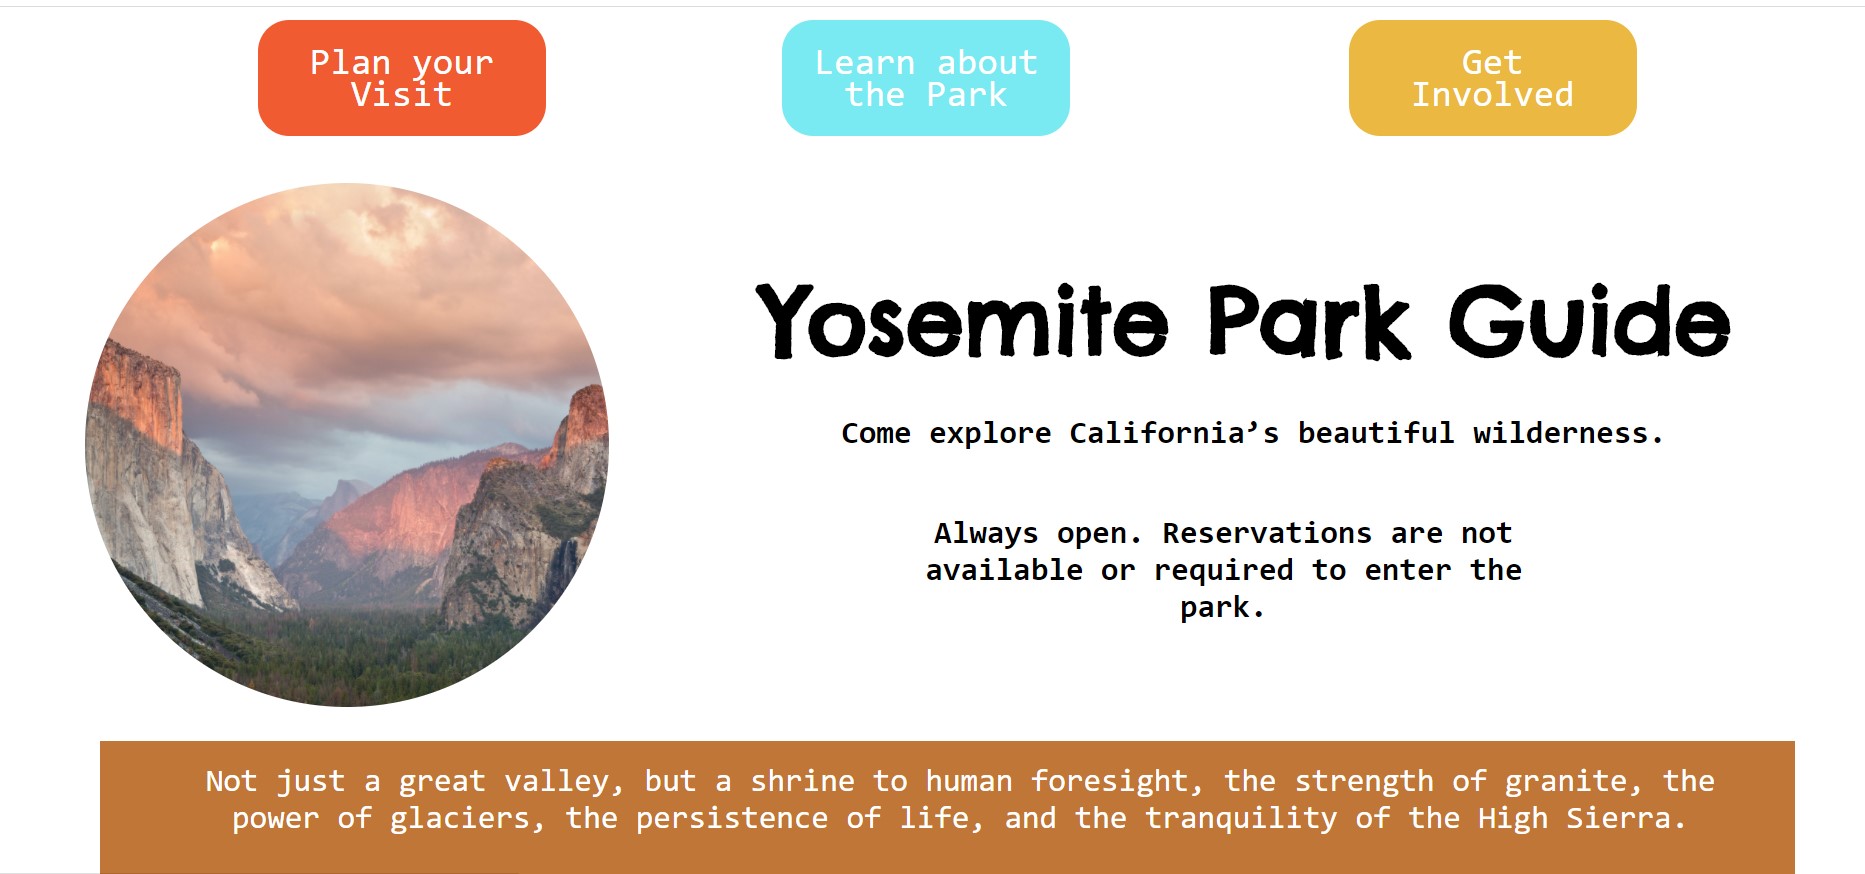 Plan your
Visit
Learn about
the Park
Get
Involved
Yosemite Park Guide
Come explore California’s beautiful wilderness.
Always open. Reservations are not
available or required to enter the
park.
Not just a great valley, but a shrine to human foresight, the strength of granite, the
power of glaciers, the persistence of life, and the tranquility of the High Sierra.